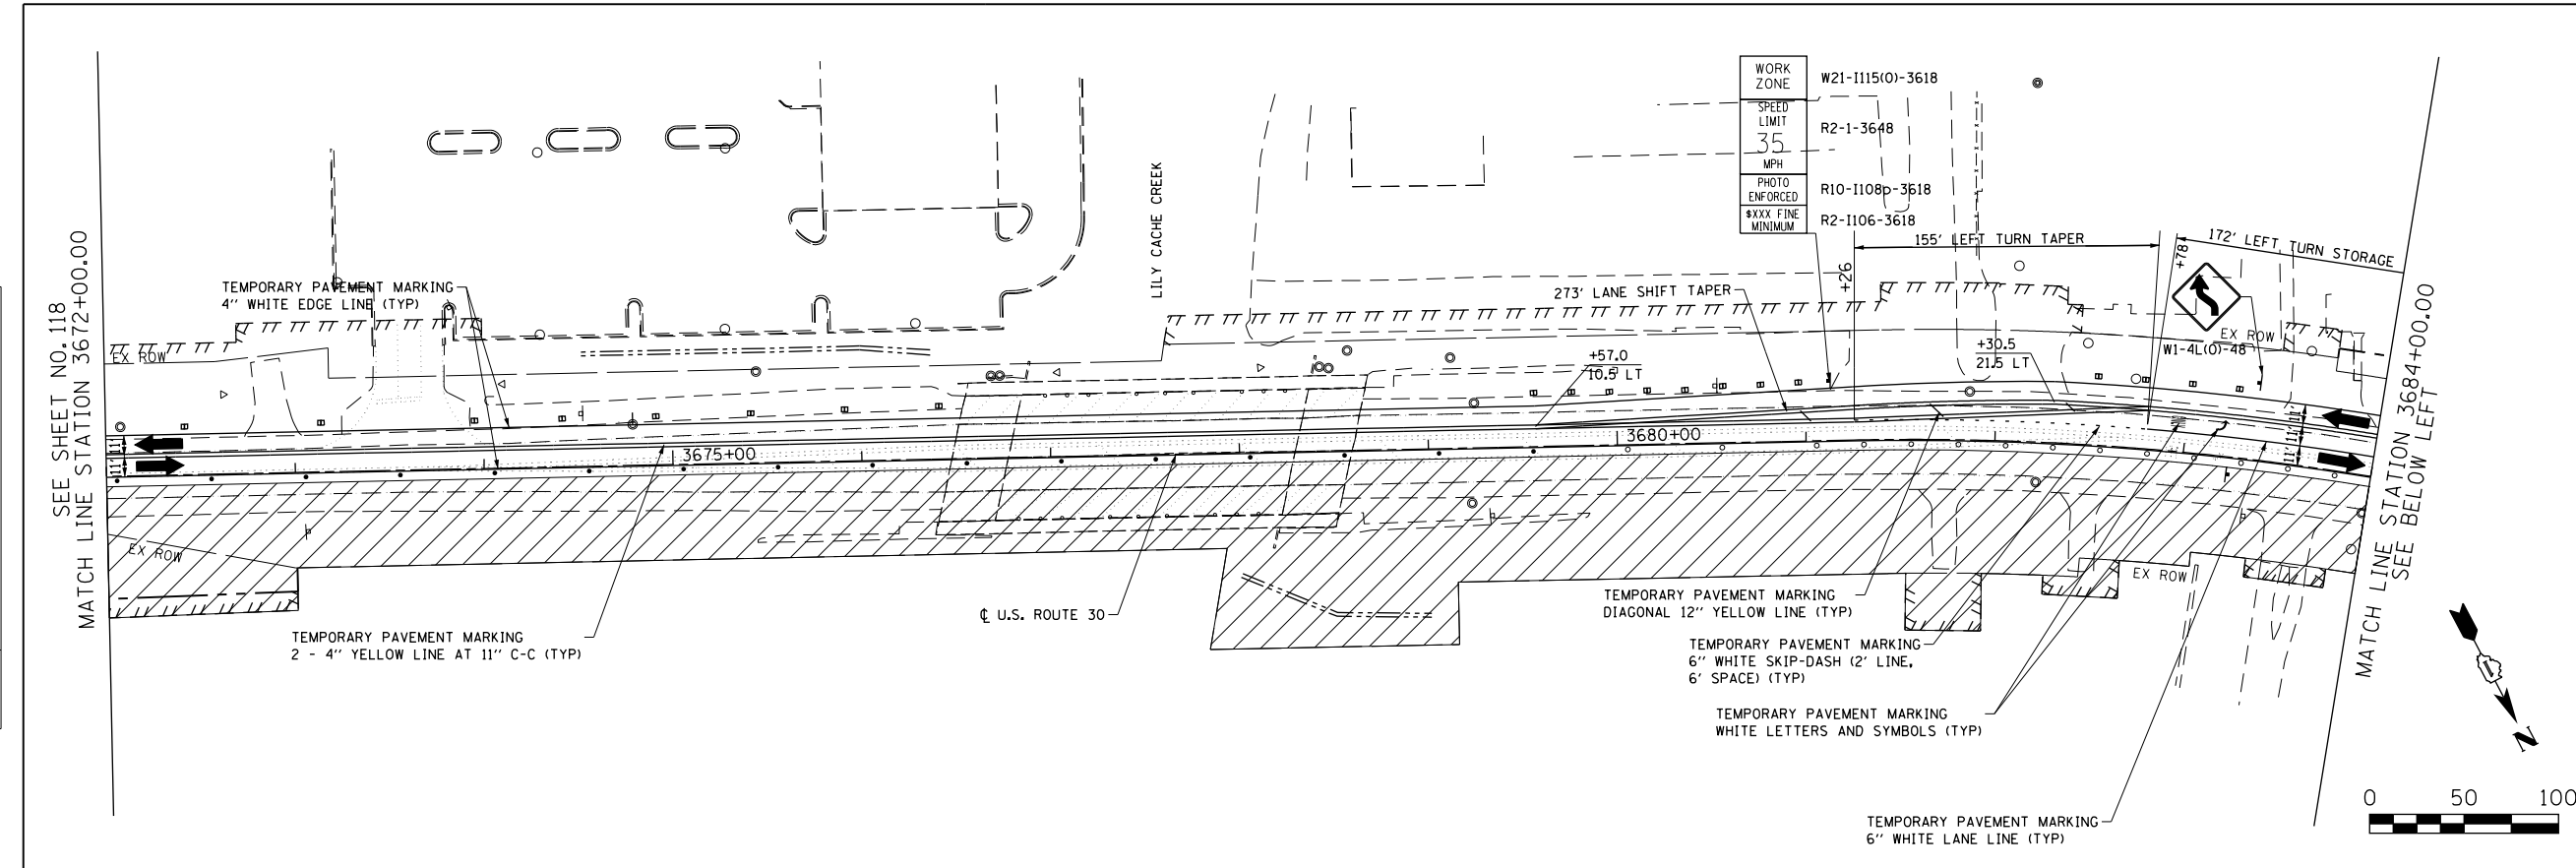 SEE SHEET NO. 118
MATCH LINE STATION 3672+00.00
TEMPORARY PAVEMENT MARKING
4" WHITE EDGE LINE (TYP)
EX ROW
11'
11'
EX ROW
TEMPORARY PAVEMENT MARKING
2 - 4" YELLOW LINE AT 11" C-C (TYP)
3675+00
LILY CACHE CREEK
℄ U.S. ROUTE 30
WORK
ZONE
W21-I115(O)-3618
SPEED
LIMIT
35
MPH
R2-1-3648
PHOTO
ENFORCED
R10-I108p-3618
$XXX FINE
MINIMUM
R2-I106-3618
155' LEFT TURN TAPER
172' LEFT TURN STORAGE
+26
+78
273' LANE SHIFT TAPER
+57.0
10.5 LT
+30.5
21.5 LT
EX ROW
W1-4L(O)-48
3680+00
11'
11'
11'
TEMPORARY PAVEMENT MARKING
DIAGONAL 12" YELLOW LINE (TYP)
EX ROW
TEMPORARY PAVEMENT MARKING
6" WHITE SKIP-DASH (2' LINE,
6' SPACE) (TYP)
TEMPORARY PAVEMENT MARKING
WHITE LETTERS AND SYMBOLS (TYP)
TEMPORARY PAVEMENT MARKING
6" WHITE LANE LINE (TYP)
MATCH LINE STATION 3684+00.00
SEE BELOW LEFT
N
0 50 100